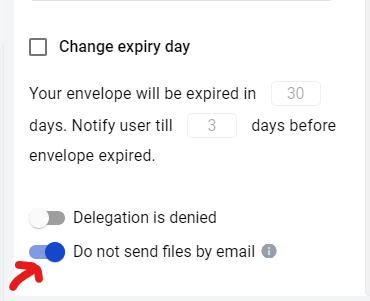 Change expiry day
Your envelope will be expired in 30
days. Notify user till 3 days before
envelope expired.
Delegation is denied
Do not send files by email i